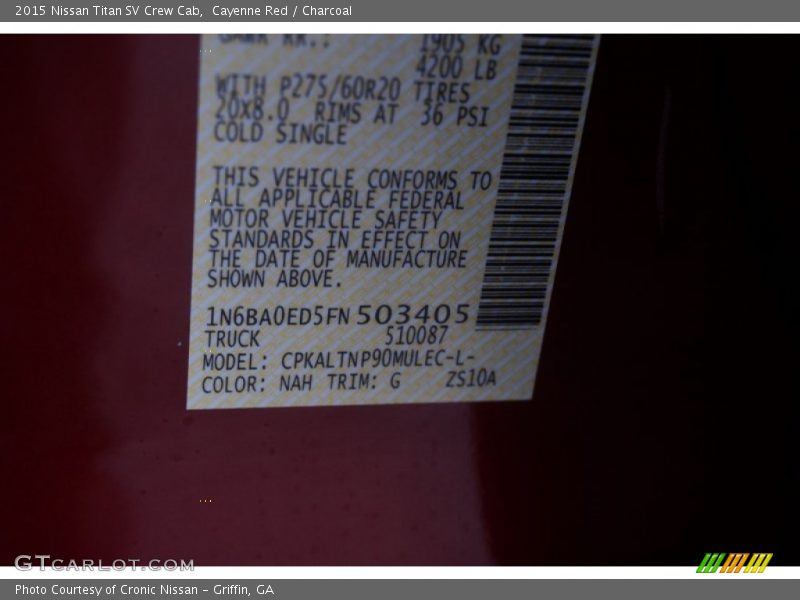 2015 Nissan Titan SV Crew Cab, Cayenne Red / Charcoal
GAWR RR.: 1905 KG
4200 LB
WITH P275/60R20 TIRES
20X8.0 RIMS AT 36 PSI
COLD SINGLE
THIS VEHICLE CONFORMS TO
ALL APPLICABLE FEDERAL
MOTOR VEHICLE SAFETY
STANDARDS IN EFFECT ON
THE DATE OF MANUFACTURE
SHOWN ABOVE.
1N6BA0ED5FN503405
TRUCK 510087
MODEL: CPKALTNP90MULEC-L-
COLOR: NAH TRIM: G ZS10A
GTCARLOT.COM
Photo Courtesy of Cronic Nissan - Griffin, GA